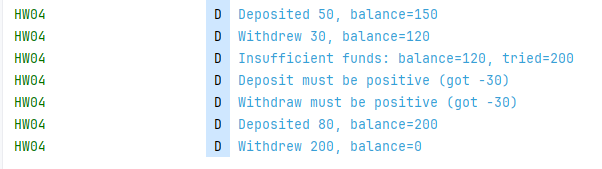 HW04 D Deposited 50, balance=150
HW04 D Withdrew 30, balance=120
HW04 D Insufficient funds: balance=120, tried=200
HW04 D Deposit must be positive (got -30)
HW04 D Withdraw must be positive (got -30)
HW04 D Deposited 80, balance=200
HW04 D Withdrew 200, balance=0